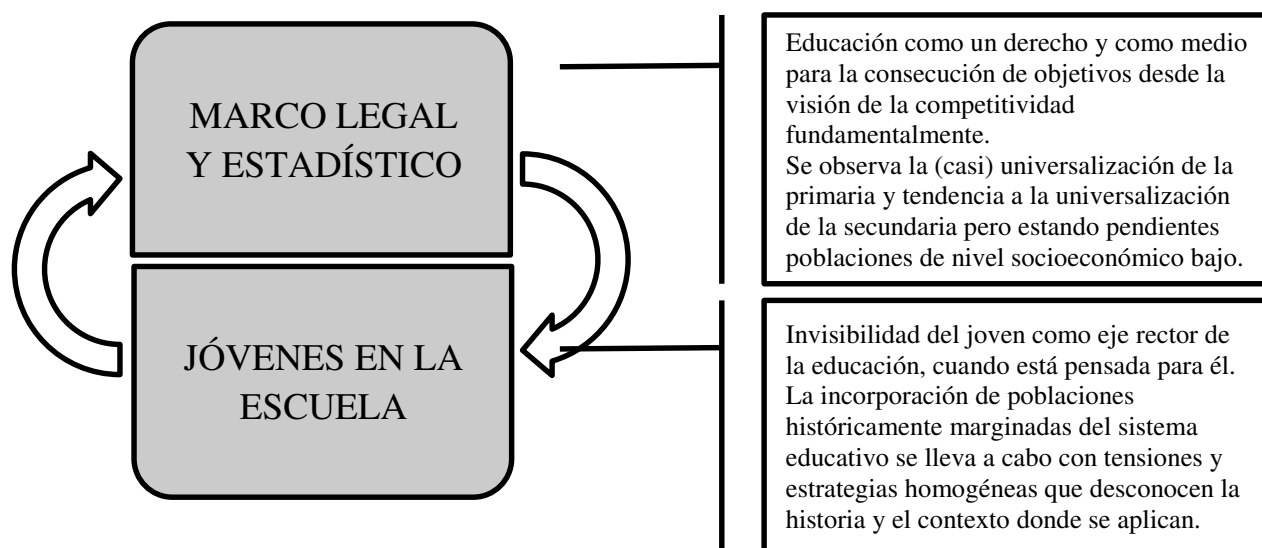 MARCO LEGAL
Y ESTADÍSTICO
Educación como un derecho y como medio
para la consecución de objetivos desde la
visión de la competitividad
fundamentalmente.
Se observa la (casi) universalización de la
primaria y tendencia a la universalización
de la secundaria pero estando pendientes
poblaciones de nivel socioeconómico bajo.
JÓVENES EN LA
ESCUELA
Invisibilidad del joven como eje rector de
la educación, cuando está pensada para él.
La incorporación de poblaciones
históricamente marginadas del sistema
educativo se lleva a cabo con tensiones y
estrategias homogéneas que desconocen la
historia y el contexto donde se aplican.